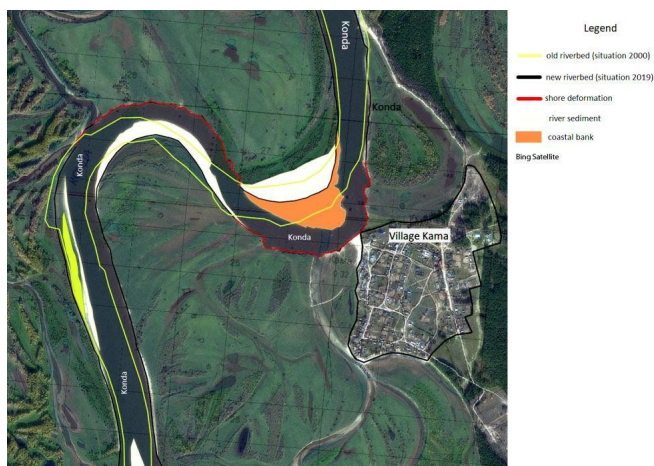 Legend
old riverbed (situation 2000)
new riverbed (situation 2019)
shore deformation
river sediment
coastal bank
Bing Satellite
Konda
Konda
Konda
Konda
Village Kama
Konda
Konda